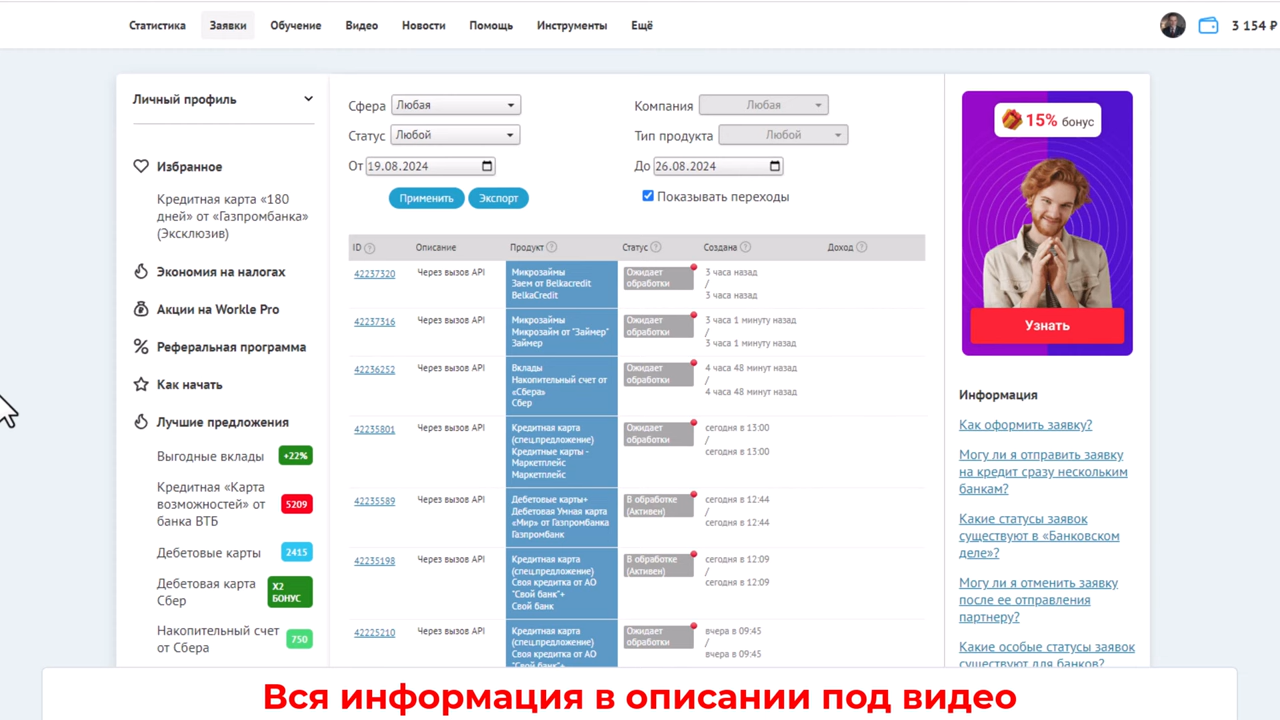 Статистика Заявки Обучение Видео Новости Помощь Инструменты Ещё 3 154 ₽
Личный профиль
Избранное
Кредитная карта «180
дней» от «Газпромбанка»
(Эксклюзив)
Экономия на налогах
Акции на Workle Pro
Реферальная программа
Как начать
Лучшие предложения
Выгодные вклады +22%
Кредитная «Карта
возможностей» от
банка ВТБ
5209
Дебетовые карты 2415
Дебетовая карта
Сбер
X2
БОНУС
Накопительный счет
от Сбера
750
Сфера Любая Компания Любая
Статус Любой Тип продукта Любой
От 19.08.2024 До 26.08.2024
Применить Экспорт Показывать переходы
ID Описание Продукт Статус Создана Доход
42237320 Через вызов API
Микрозаймы
Заем от Belkacredit
BelkaCredit
Ожидает
обработки
3 часа назад
/
3 часа назад
42237316 Через вызов API
Микрозаймы
Микрозайм от "Займер"
Займер
Ожидает
обработки
3 часа 1 минуту назад
/
3 часа 1 минуту назад
42236252 Через вызов API
Вклады
Накопительный счет от
«Сбера»
Сбер
Ожидает
обработки
4 часа 48 минут назад
/
4 часа 48 минут назад
42235801 Через вызов API
Кредитная карта
(спец.предложение)
Кредитные карты -
Маркетплейс
Маркетплейс
Ожидает
обработки
сегодня в 13:00
/
сегодня в 13:00
42235589 Через вызов API
Дебетовые карты+
Дебетовая Умная карта
«Мир» от Газпромбанка
Газпромбанк
В обработке
(Активен)
сегодня в 12:44
/
сегодня в 12:44
42235198 Через вызов API
Кредитная карта
(спец.предложение)
Своя кредитка от АО
"Свой банк"+
Свой банк
В обработке
(Активен)
сегодня в 12:09
/
сегодня в 12:09
42225210 Через вызов API
Кредитная карта
(спец.предложение)
Своя кредитка от АО
"Свой банк"+
Ожидает
обработки
вчера в 09:45
/
вчера в 09:45
15% бонус
Узнать
Информация
Как оформить заявку?
Могу ли я отправить заявку
на кредит сразу нескольким
банкам?
Какие статусы заявок
существуют в «Банковском
деле»?
Могу ли я отменить заявку
после ее отправления
партнеру?
Какие особые статусы заявок
существуют для банков?
Вся информация в описании под видео